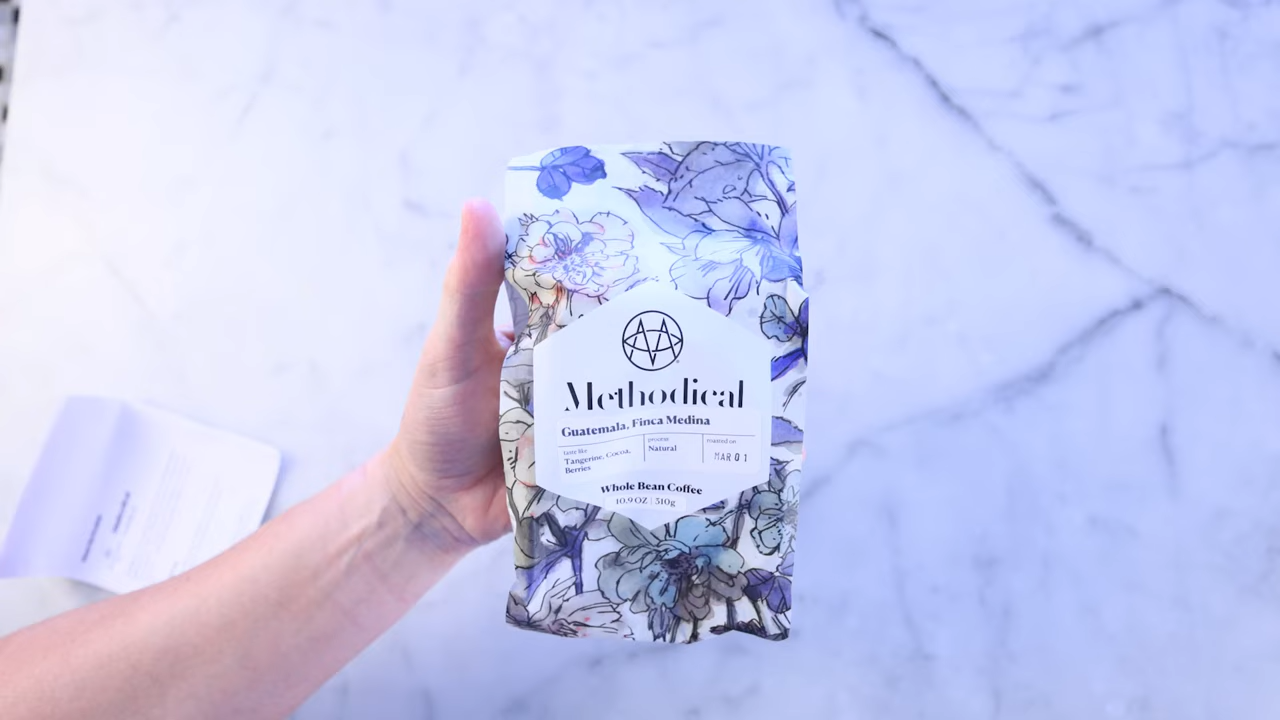 Methodical
Guatemala, Finca Medina
taste like
Tangerine, Cocoa,
Berries
process
Natural
roasted on
MAR 01
Whole Bean Coffee
10.9 OZ | 310g